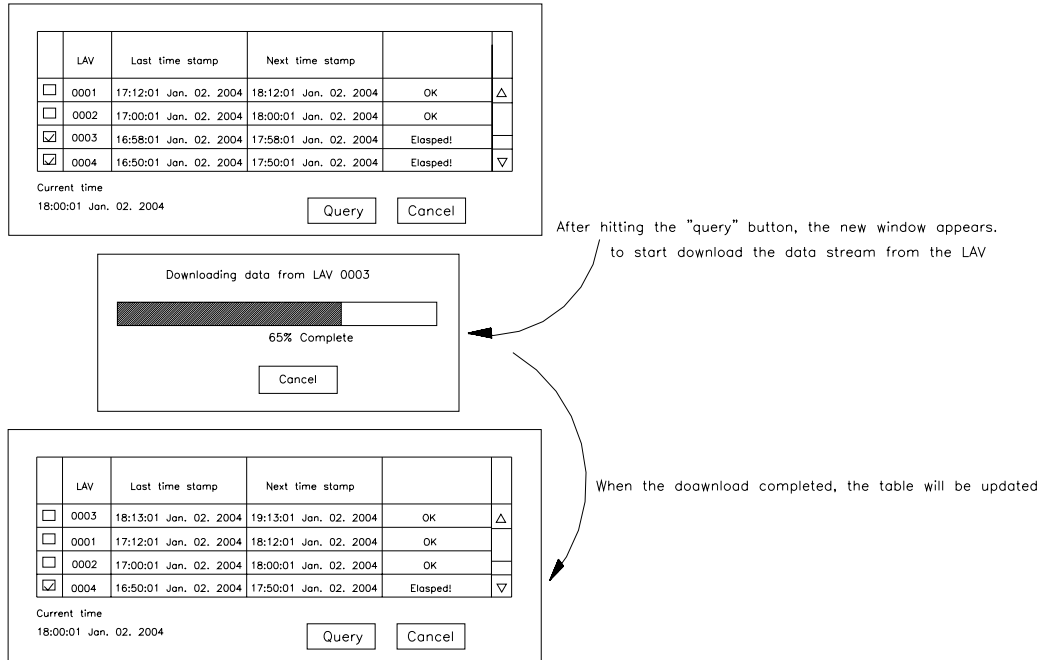 LAV Last time stamp Next time stamp
0001 17:12:01 Jan. 02. 2004 18:12:01 Jan. 02. 2004 OK
0002 17:00:01 Jan. 02. 2004 18:00:01 Jan. 02. 2004 OK
0003 16:58:01 Jan. 02. 2004 17:58:01 Jan. 02. 2004 Elasped!
0004 16:50:01 Jan. 02. 2004 17:50:01 Jan. 02. 2004 Elasped!
Current time
18:00:01 Jan. 02. 2004
Query Cancel
After hitting the "query" button, the new window appears.
to start download the data stream from the LAV
Downloading data from LAV 0003
65% Complete
Cancel
LAV Last time stamp Next time stamp
0003 18:13:01 Jan. 02. 2004 19:13:01 Jan. 02. 2004 OK
0001 17:12:01 Jan. 02. 2004 18:12:01 Jan. 02. 2004 OK
0002 17:00:01 Jan. 02. 2004 18:00:01 Jan. 02. 2004 OK
0004 16:50:01 Jan. 02. 2004 17:50:01 Jan. 02. 2004 Elasped!
When the doawnload completed, the table will be updated
Current time
18:00:01 Jan. 02. 2004
Query Cancel